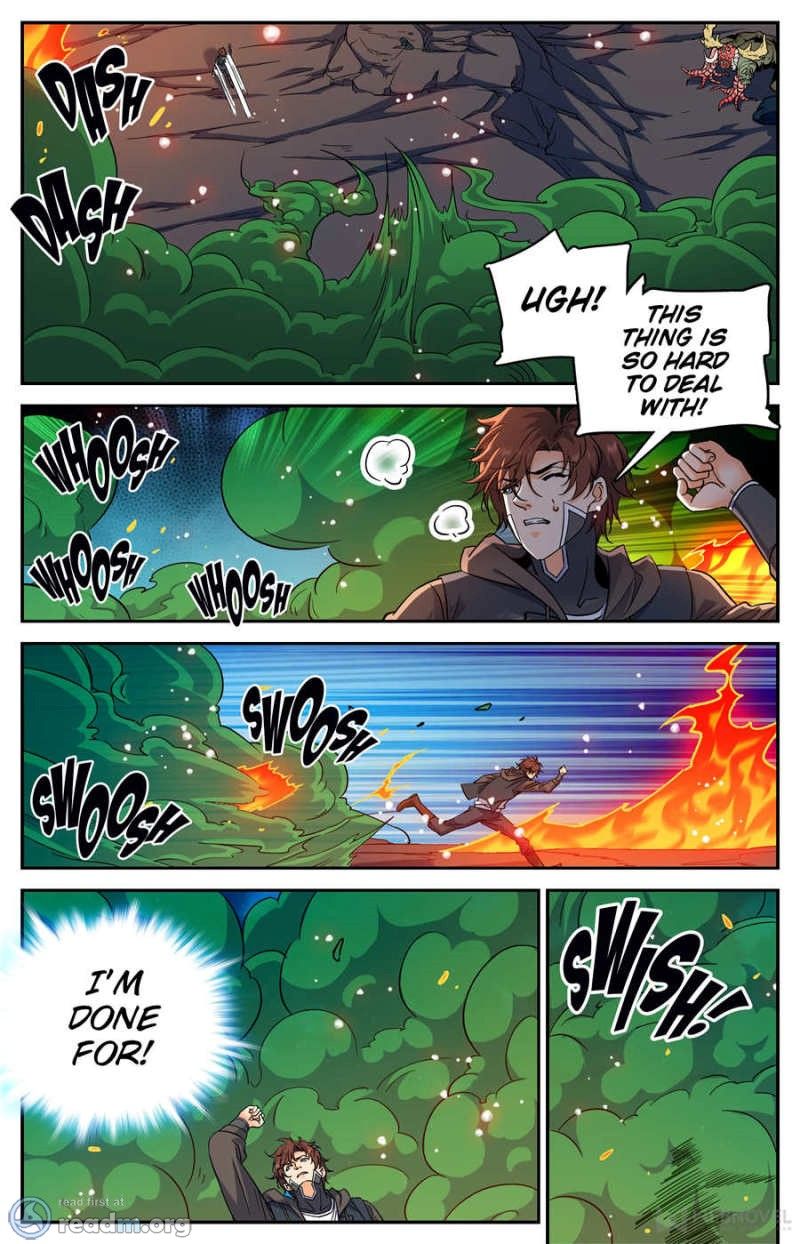 DASH
DASH
UGH!
THIS
THING IS
SO HARD
TO DEAL
WITH!
WHOOSH
WHOOSH
WHOOSH
SWOOSH
SWOOSH
I'M
DONE
FOR!
SWISH!
read first at
readm.org